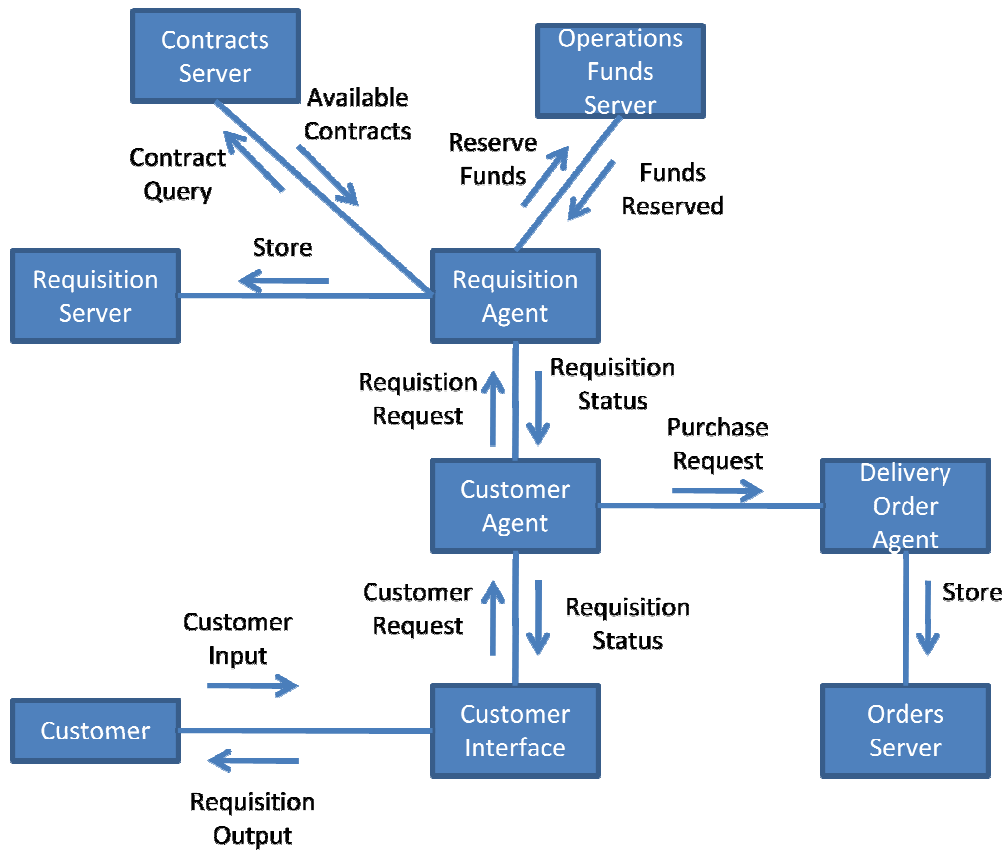 Contracts
Server
Operations
Funds
Server
Available
Contracts
Contract
Query
Reserve
Funds
Funds
Reserved
Store
Requisition
Server
Requisition
Agent
Requistion
Request
Requisition
Status
Purchase
Request
Customer
Agent
Delivery
Order
Agent
Customer
Request
Requisition
Status
Store
Customer
Input
Customer
Customer
Interface
Orders
Server
Requisition
Output